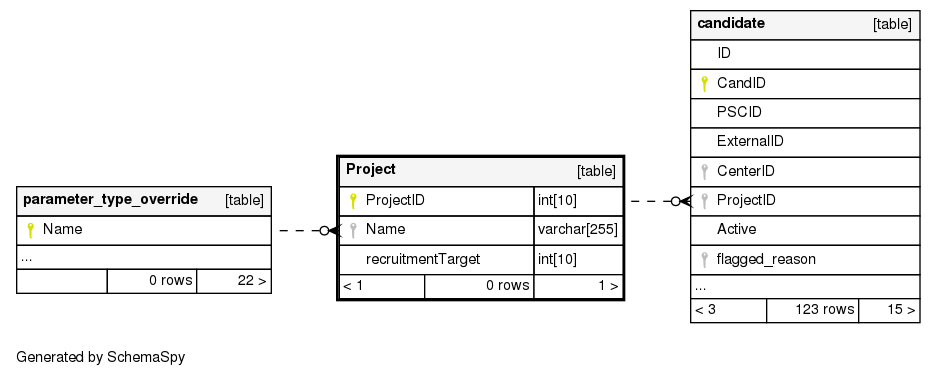 candidate [table]
ID
CandID
PSCID
ExternalID
CenterID
ProjectID
Active
flagged_reason
...
< 3 123 rows 15 >
Project [table]
ProjectID int[10]
Name varchar[255]
recruitmentTarget int[10]
< 1 0 rows 1 >
parameter_type_override [table]
Name
...
0 rows 22 >
Generated by SchemaSpy